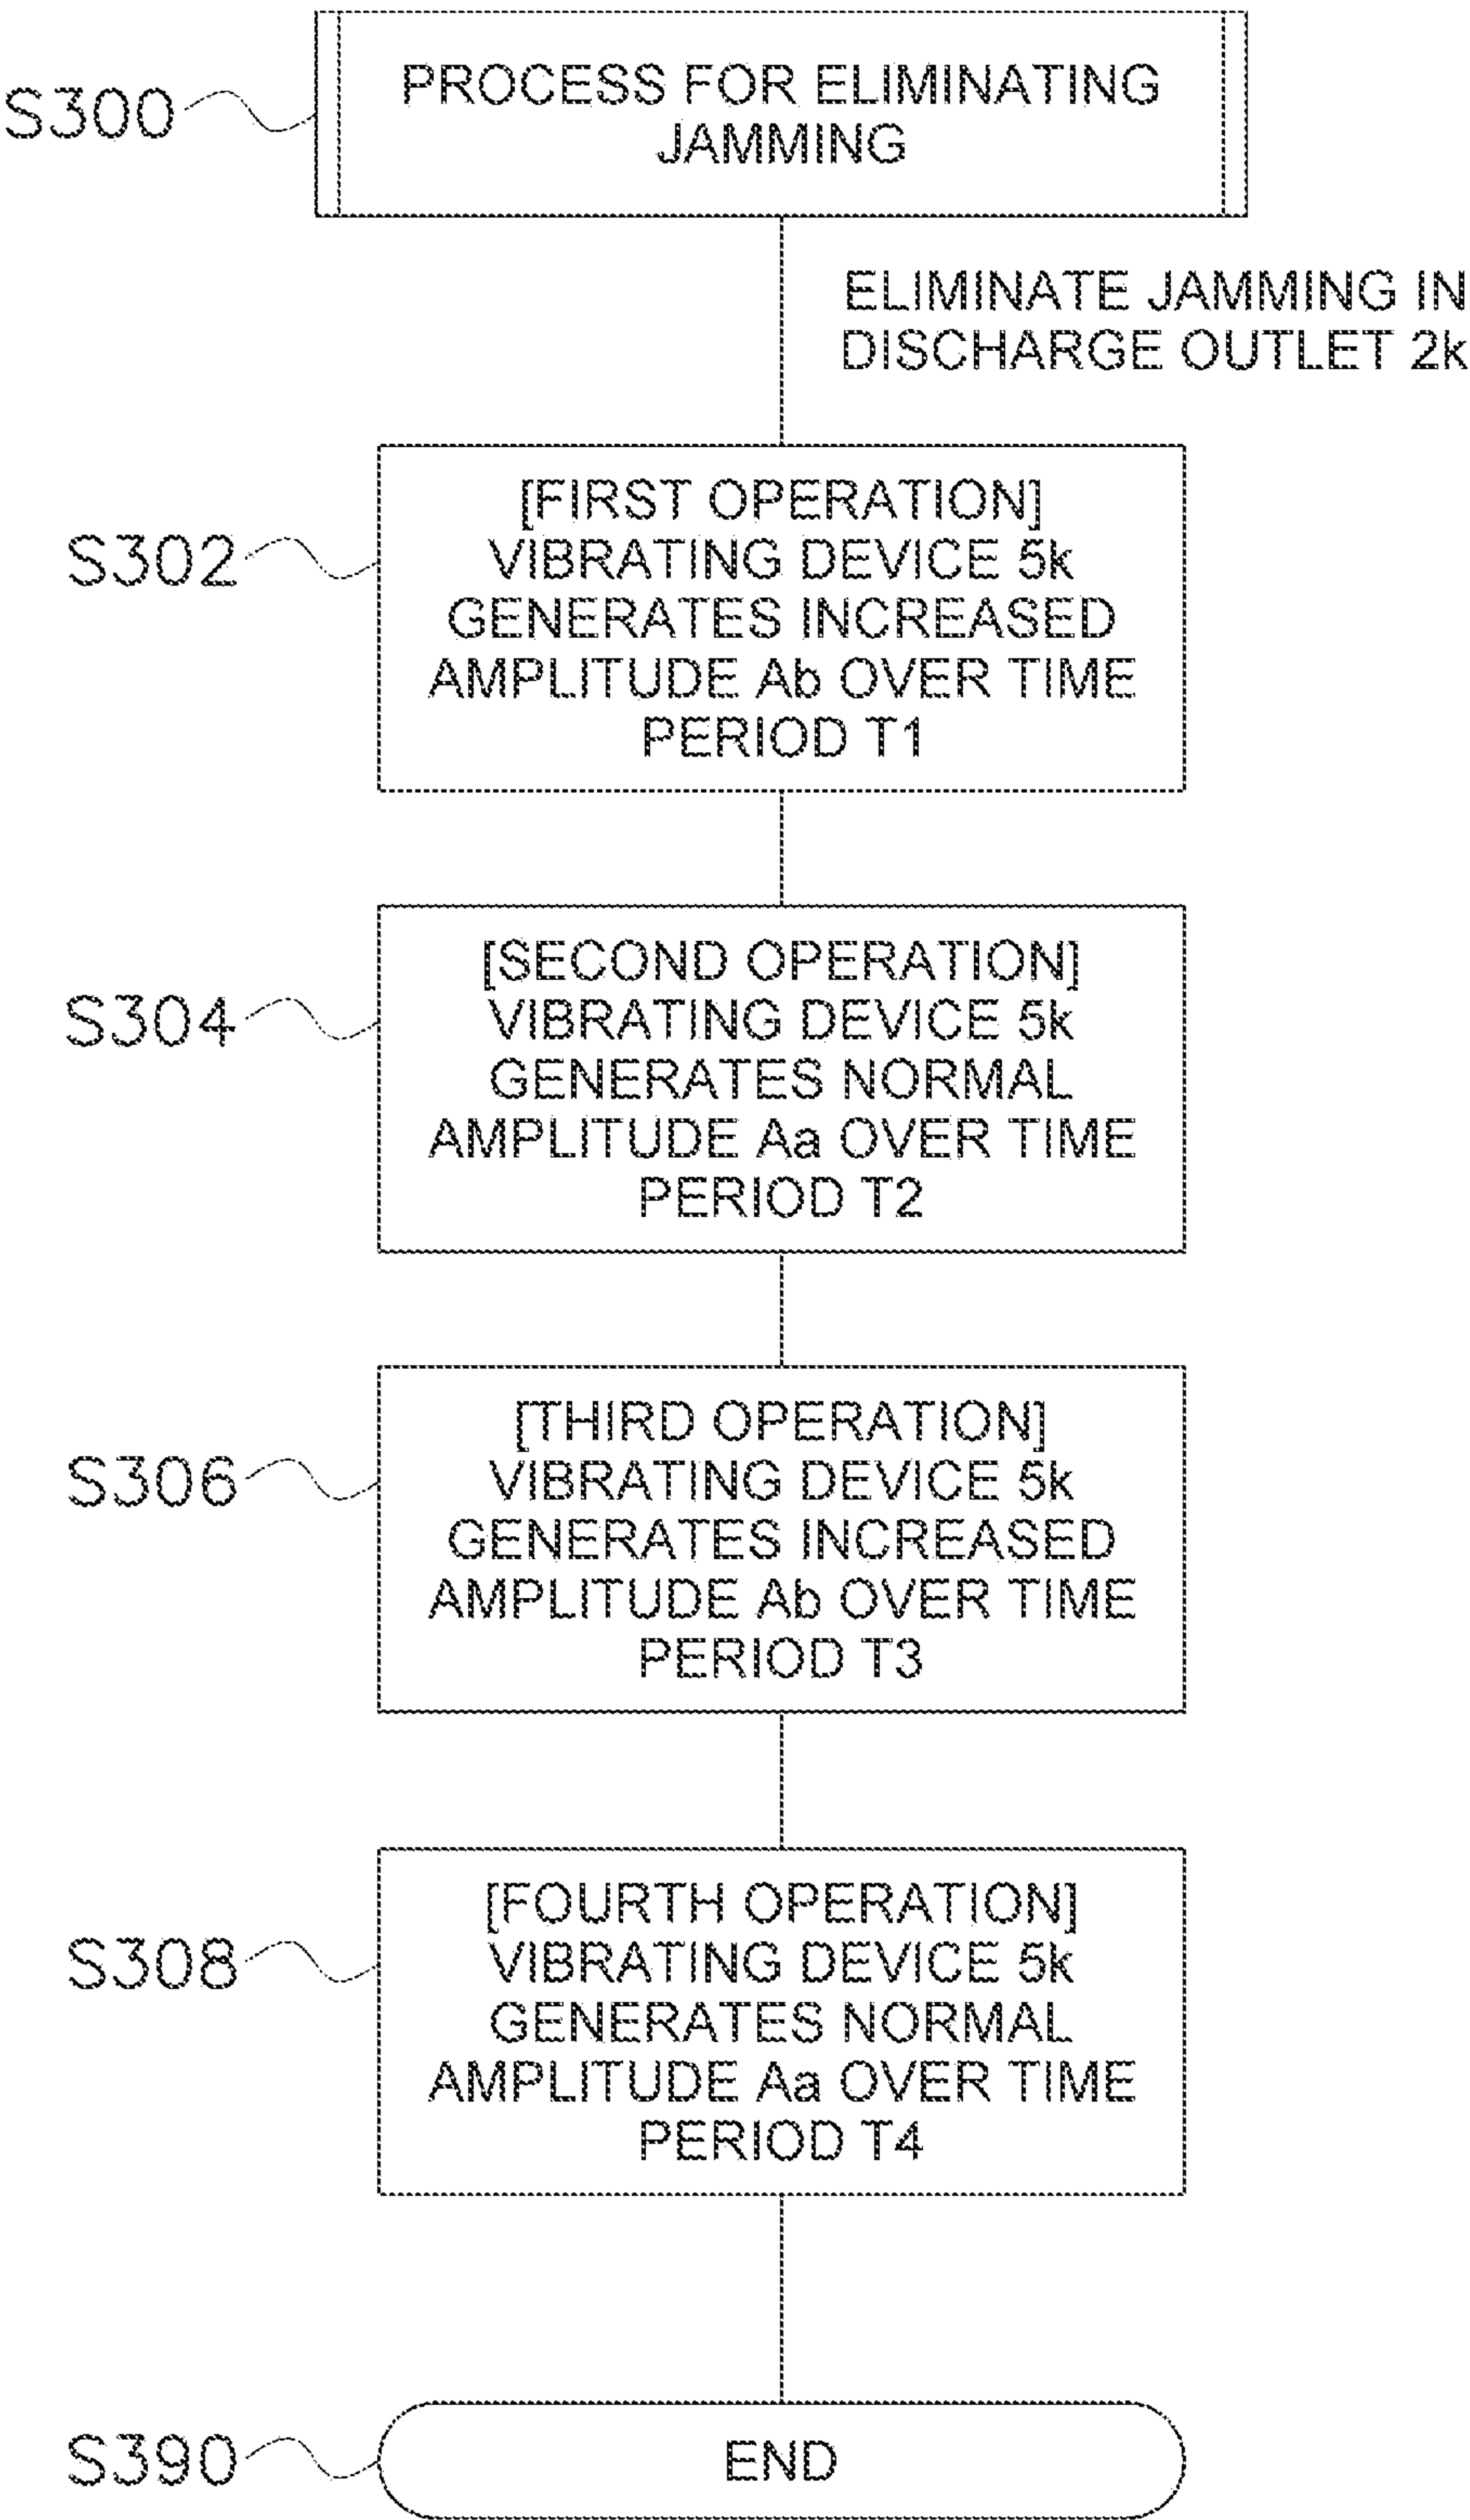 S300
PROCESS FOR ELIMINATING
JAMMING
ELIMINATE JAMMING IN
DISCHARGE OUTLET 2k
S302
[FIRST OPERATION]
VIBRATING DEVICE 5k
GENERATES INCREASED
AMPLITUDE Ab OVER TIME
PERIOD T1
S304
[SECOND OPERATION]
VIBRATING DEVICE 5k
GENERATES NORMAL
AMPLITUDE Aa OVER TIME
PERIOD T2
S306
[THIRD OPERATION]
VIBRATING DEVICE 5k
GENERATES INCREASED
AMPLITUDE Ab OVER TIME
PERIOD T3
S308
[FOURTH OPERATION]
VIBRATING DEVICE 5k
GENERATES NORMAL
AMPLITUDE Aa OVER TIME
PERIOD T4
S390
END